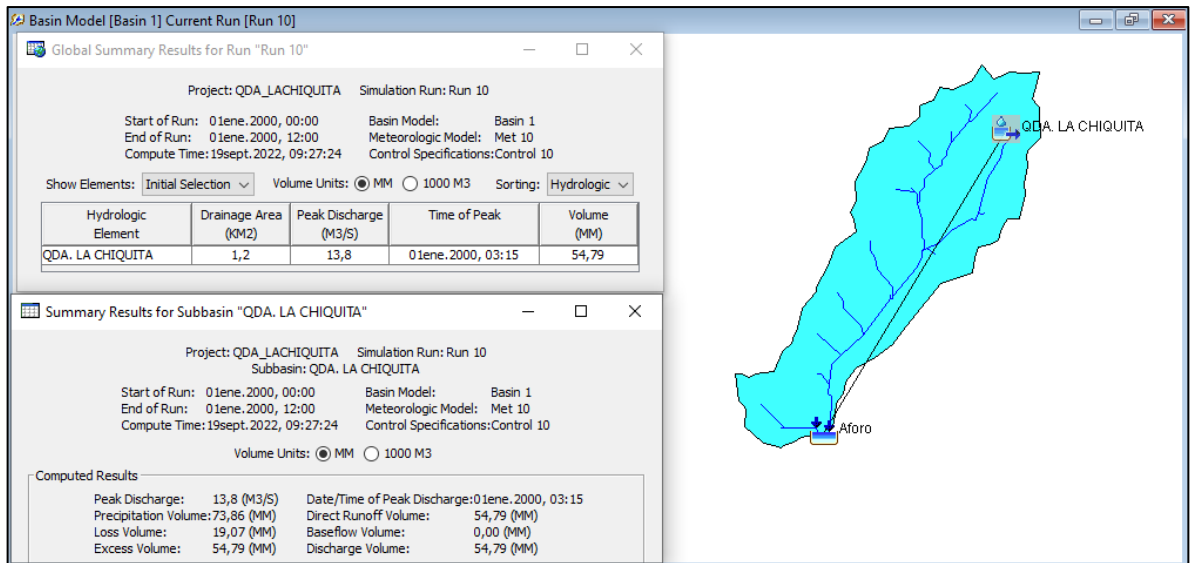 Basin Model [Basin 1] Current Run [Run 10]
Global Summary Results for Run "Run 10"
Project: QDA_LACHIQUITA Simulation Run: Run 10
Start of Run: 01ene.2000, 00:00 Basin Model: Basin 1
End of Run: 01ene.2000, 12:00 Meteorologic Model: Met 10
Compute Time:19sept.2022, 09:27:24 Control Specifications:Control 10
Show Elements: Initial Selection Volume Units: MM 1000 M3 Sorting: Hydrologic
Hydrologic Element Drainage Area (KM2) Peak Discharge (M3/S) Time of Peak Volume (MM)
QDA. LA CHIQUITA 1,2 13,8 01ene.2000, 03:15 54,79
Summary Results for Subbasin "QDA. LA CHIQUITA"
Project: QDA_LACHIQUITA Simulation Run: Run 10
Subbasin: QDA. LA CHIQUITA
Start of Run: 01ene.2000, 00:00 Basin Model: Basin 1
End of Run: 01ene.2000, 12:00 Meteorologic Model: Met 10
Compute Time:19sept.2022, 09:27:24 Control Specifications:Control 10
Volume Units: MM 1000 M3
Computed Results
Peak Discharge: 13,8 (M3/S) Date/Time of Peak Discharge:01ene.2000, 03:15
Precipitation Volume:73,86 (MM) Direct Runoff Volume: 54,79 (MM)
Loss Volume: 19,07 (MM) Baseflow Volume: 0,00 (MM)
Excess Volume: 54,79 (MM) Discharge Volume: 54,79 (MM)
QDA. LA CHIQUITA
Aforo